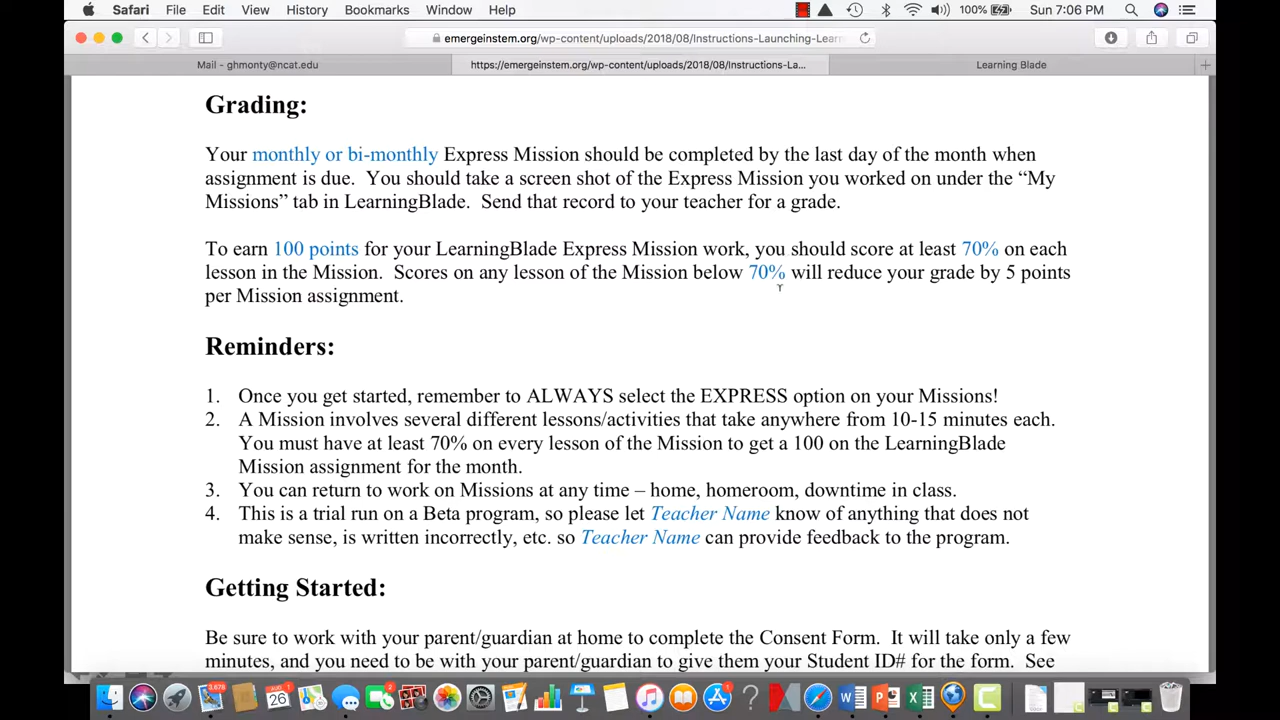 Safari File Edit View History Bookmarks Window Help 100% Sun 7:06 PM
emergeinstem.org/wp-content/uploads/2018/08/Instructions-Launching-Lear
Mail - ghmonty@ncat.edu https://emergeinstem.org/wp-content/uploads/2018/08/Instructions-La... Learning Blade
Grading:
Your monthly or bi-monthly Express Mission should be completed by the last day of the month when
assignment is due. You should take a screen shot of the Express Mission you worked on under the “My
Missions” tab in LearningBlade. Send that record to your teacher for a grade.
To earn 100 points for your LearningBlade Express Mission work, you should score at least 70% on each
lesson in the Mission. Scores on any lesson of the Mission below 70% will reduce your grade by 5 points
per Mission assignment.
Reminders:
1. Once you get started, remember to ALWAYS select the EXPRESS option on your Missions!
2. A Mission involves several different lessons/activities that take anywhere from 10-15 minutes each.
You must have at least 70% on every lesson of the Mission to get a 100 on the LearningBlade
Mission assignment for the month.
3. You can return to work on Missions at any time – home, homeroom, downtime in class.
4. This is a trial run on a Beta program, so please let Teacher Name know of anything that does not
make sense, is written incorrectly, etc. so Teacher Name can provide feedback to the program.
Getting Started:
Be sure to work with your parent/guardian at home to complete the Consent Form. It will take only a few
minutes, and you need to be with your parent/guardian to give them your Student ID# for the form. See